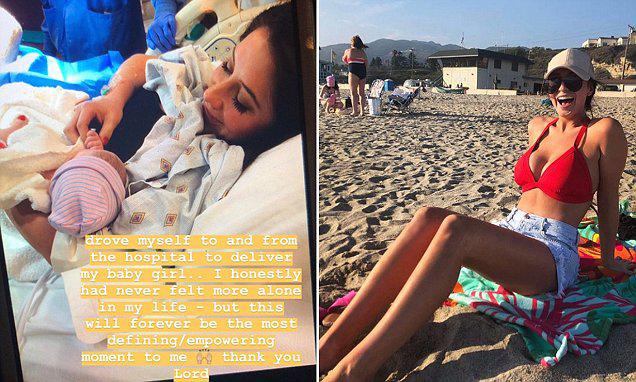 drove myself to and from
the hospital to deliver
my baby girl.. I honestly
had never felt more alone
in my life - but this
will forever be the most
defining/empowering
moment to me 🙌🏻 thank you
Lord